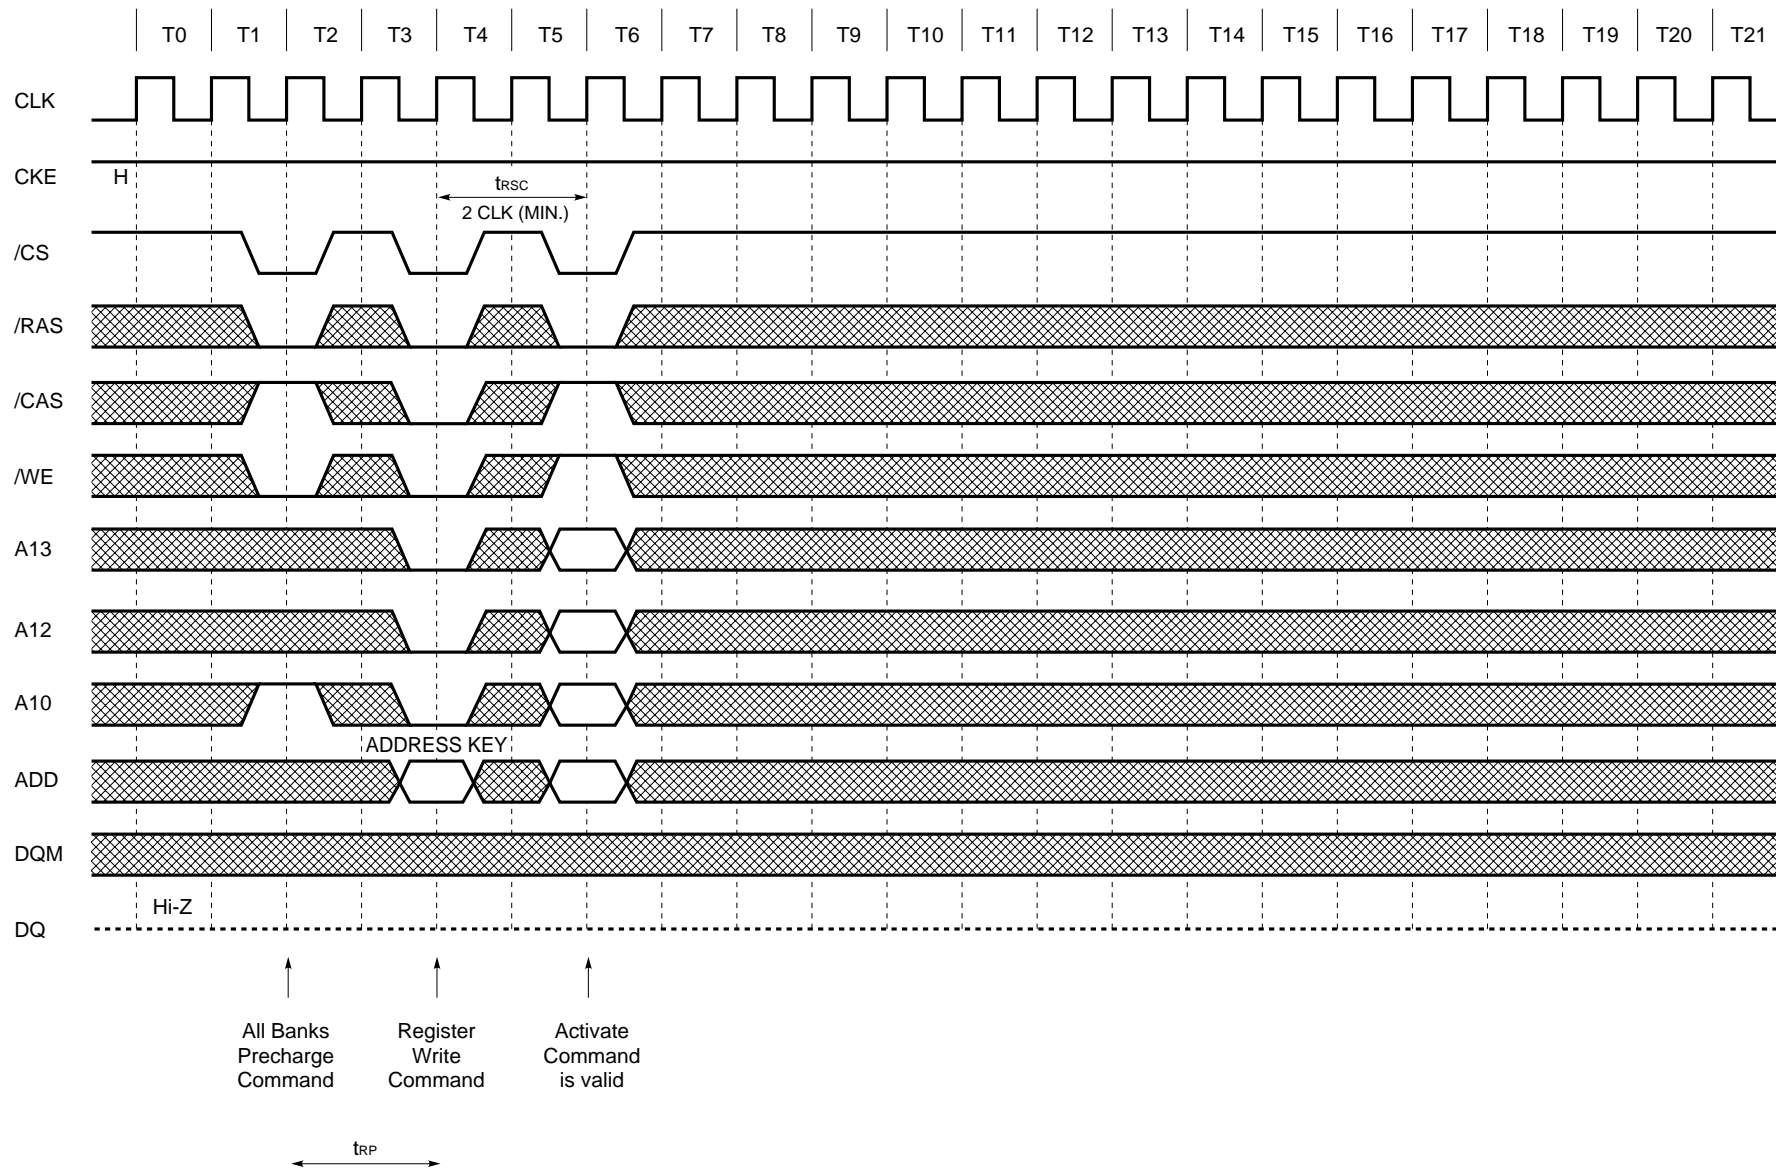 T0 T1 T2 T3 T4 T5 T6 T7 T8 T9 T10 T11 T12 T13 T14 T15 T16 T17 T18 T19 T20 T21
CLK
CKE H
tRSC
2 CLK (MIN.)
/CS
/RAS
/CAS
/WE
A13
A12
A10
ADDRESS KEY
ADD
DQM
Hi-Z
DQ
All Banks
Precharge
Command
Register
Write
Command
Activate
Command
is valid
tRP